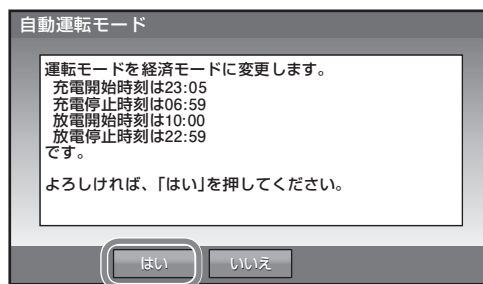 自動運転モード
運転モードを経済モードに変更します。
充電開始時刻は23:05
充電停止時刻は06:59
放電開始時刻は10:00
放電停止時刻は22:59
です。
よろしければ、「はい」を押してください。
はい
いいえ